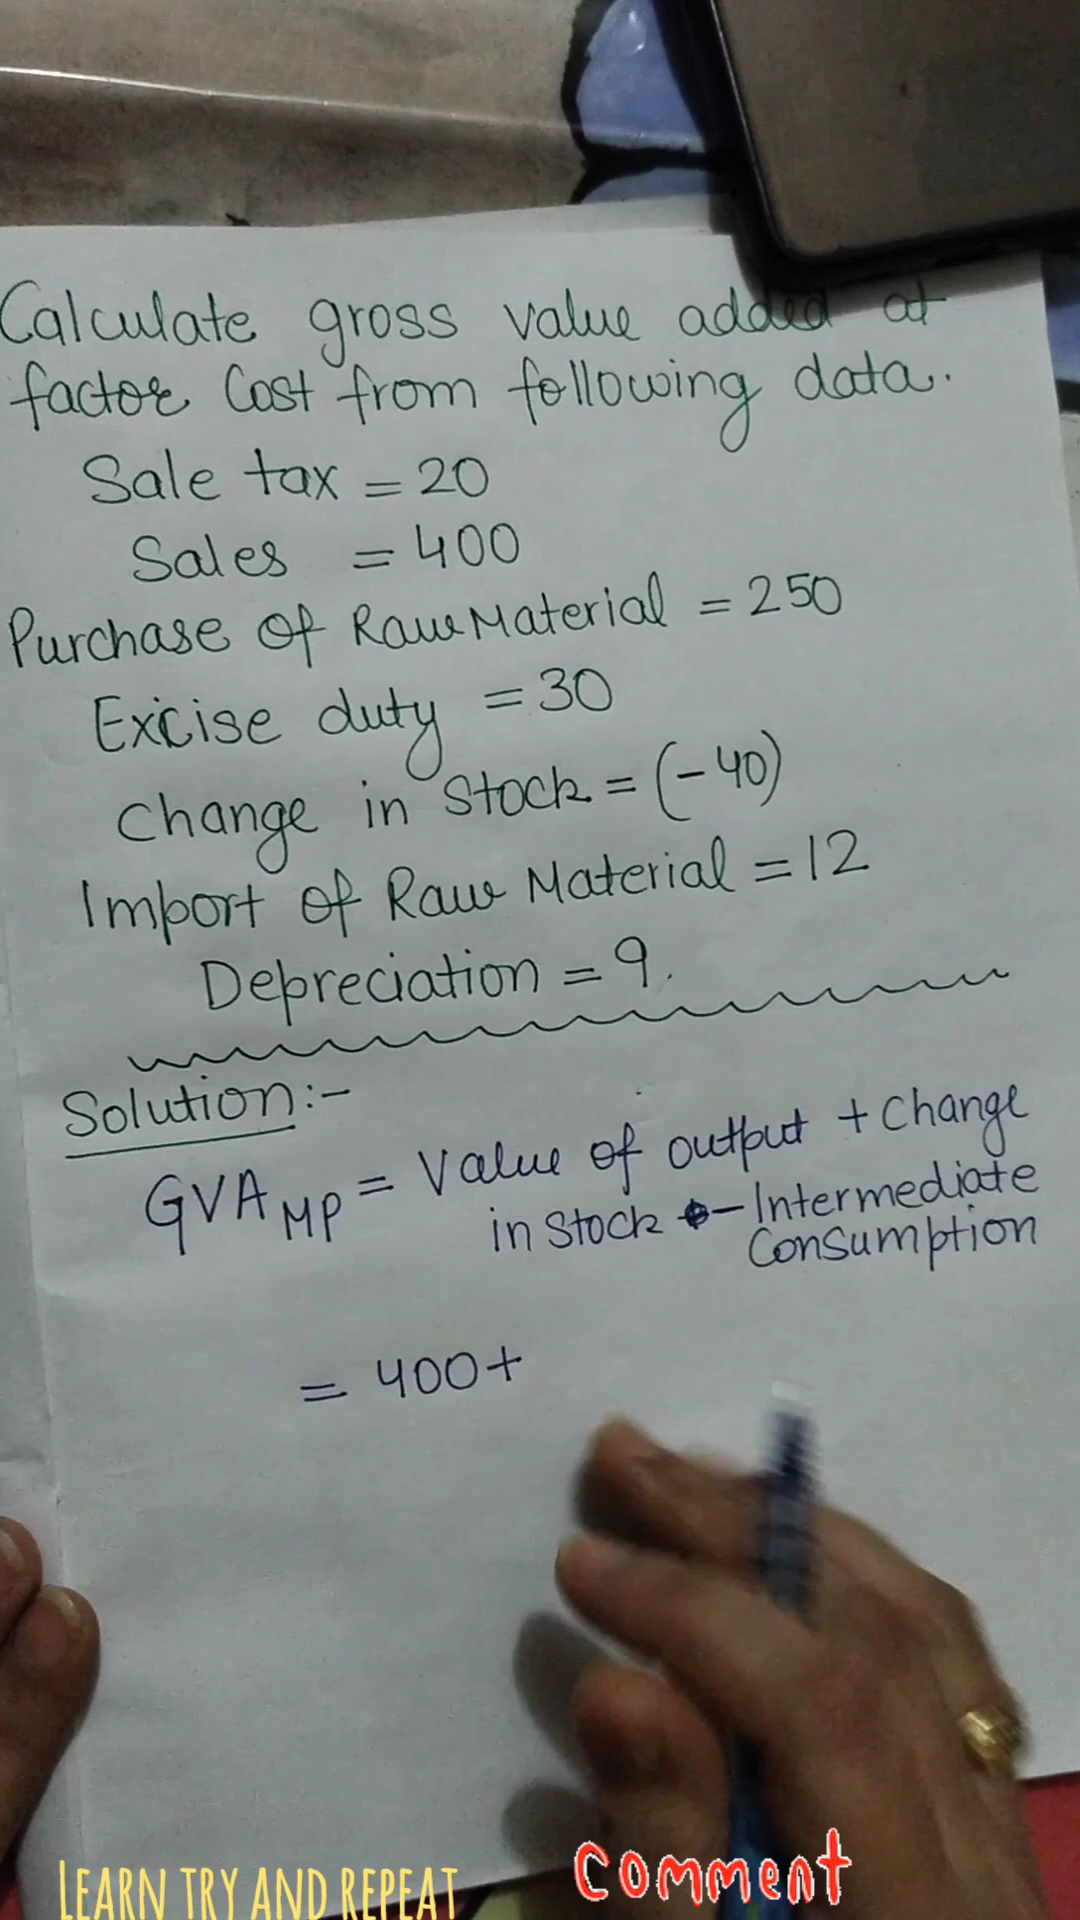 Calculate gross value added at
factor Cost from following data.
Sale tax = 20
Sales = 400
Purchase of Raw Material = 250
Excise duty = 30
Change in Stock = (-40)
Import of Raw Material = 12
Depreciation = 9.
Solution:-
GVA MP = Value of output + Change
in Stock - Intermediate
Consumption
= 400+
LEARN TRY AND REPEAT
comment